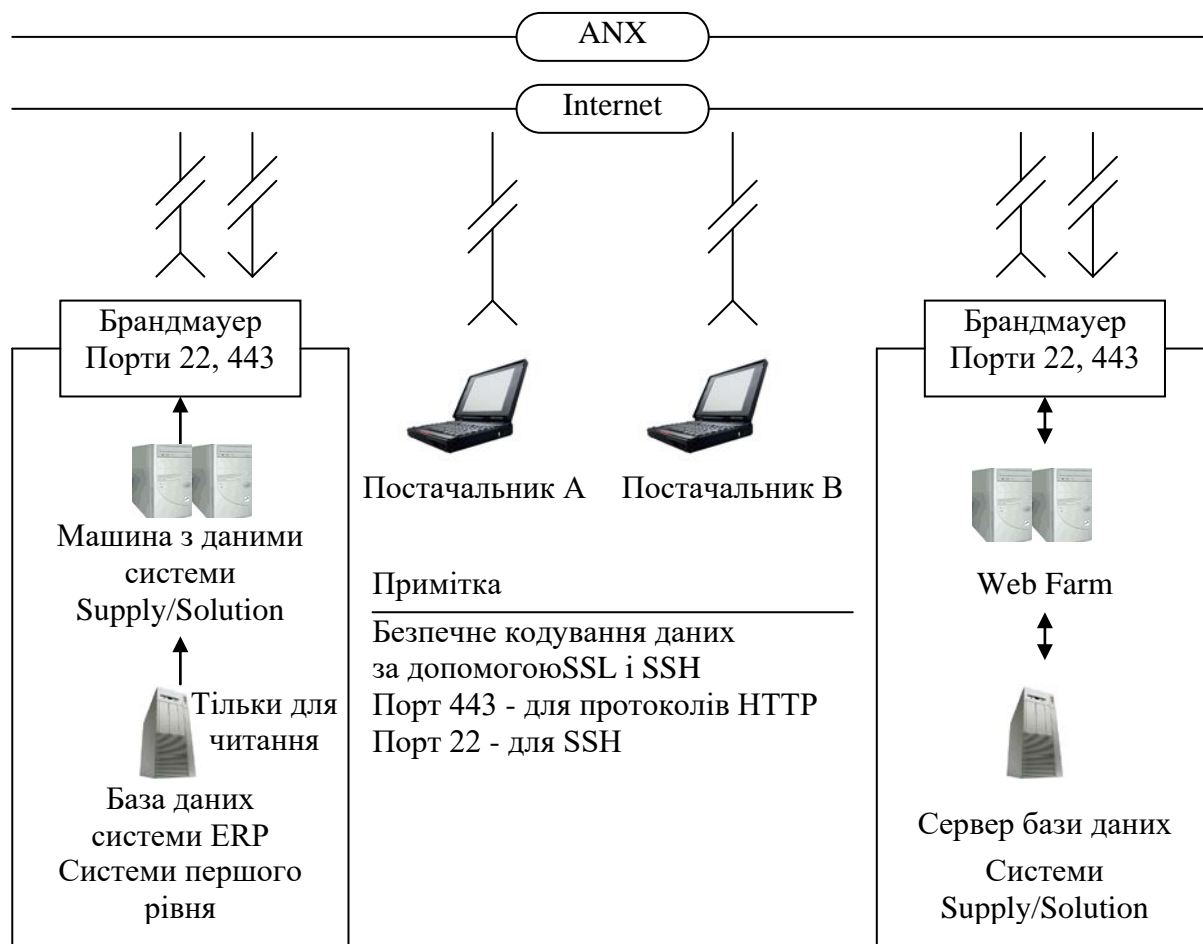 ANX
Internet
Брандмауер
Порти 22, 443
Машина з даними
системи
Supply/Solution
Тільки для
читання
База даних
системи ERP
Системи першого
рівня
Постачальник А
Постачальник В
Примітка
Безпечне кодування даних
за допомогоюSSL і SSH
Порт 443 - для протоколів HTTP
Порт 22 - для SSH
Брандмауер
Порти 22, 443
Web Farm
Сервер бази даних
Системи
Supply/Solution